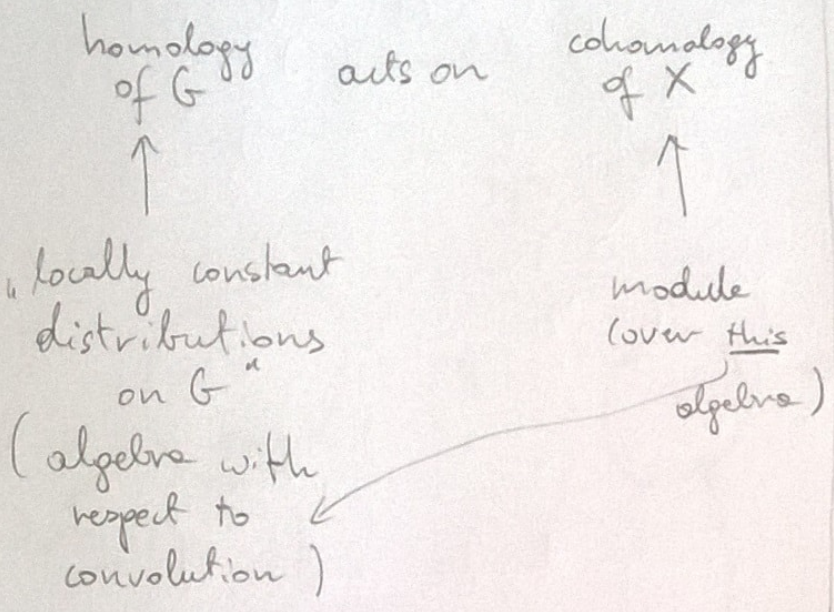 homology acts on cohomology
of G of X
„locally constant
distributions
on G"
(algebra with
respect to
convolution)
module
(over this
algebra)